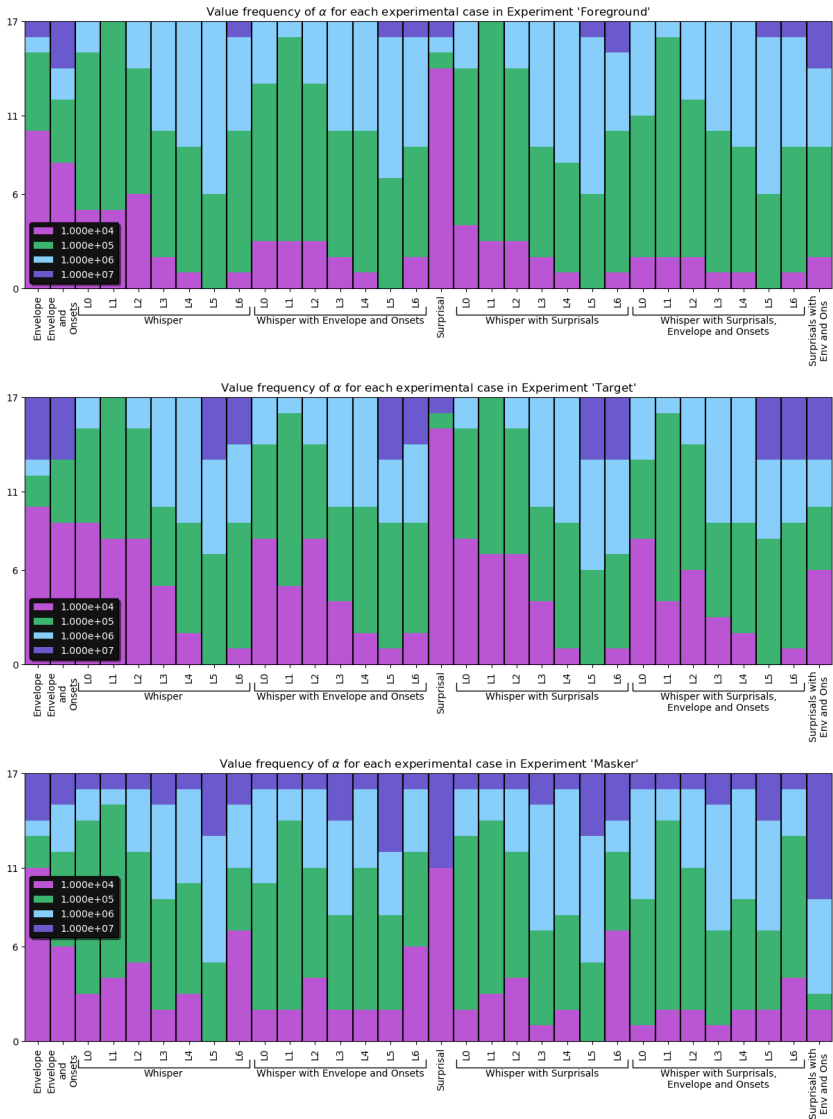 Value frequency of α for each experimental case in Experiment 'Foreground'
17
11
6
0
1.000e+04
1.000e+05
1.000e+06
1.000e+07
Envelope
Envelope
and
Onsets
L0
L1
L2
L3
L4
L5
L6
Whisper
L0
L1
L2
L3
L4
L5
L6
Whisper with Envelope and Onsets
Surprisal
L0
L1
L2
L3
L4
L5
L6
Whisper with Surprisals
L0
L1
L2
L3
L4
L5
L6
Whisper with Surprisals,
Envelope and Onsets
Surprisals with
Env and Ons
Value frequency of α for each experimental case in Experiment 'Target'
17
11
6
0
1.000e+04
1.000e+05
1.000e+06
1.000e+07
Envelope
Envelope
and
Onsets
L0
L1
L2
L3
L4
L5
L6
Whisper
L0
L1
L2
L3
L4
L5
L6
Whisper with Envelope and Onsets
Surprisal
L0
L1
L2
L3
L4
L5
L6
Whisper with Surprisals
L0
L1
L2
L3
L4
L5
L6
Whisper with Surprisals,
Envelope and Onsets
Surprisals with
Env and Ons
Value frequency of α for each experimental case in Experiment 'Masker'
17
11
6
0
1.000e+04
1.000e+05
1.000e+06
1.000e+07
Envelope
Envelope
and
Onsets
L0
L1
L2
L3
L4
L5
L6
Whisper
L0
L1
L2
L3
L4
L5
L6
Whisper with Envelope and Onsets
Surprisal
L0
L1
L2
L3
L4
L5
L6
Whisper with Surprisals
L0
L1
L2
L3
L4
L5
L6
Whisper with Surprisals,
Envelope and Onsets
Surprisals with
Env and Ons